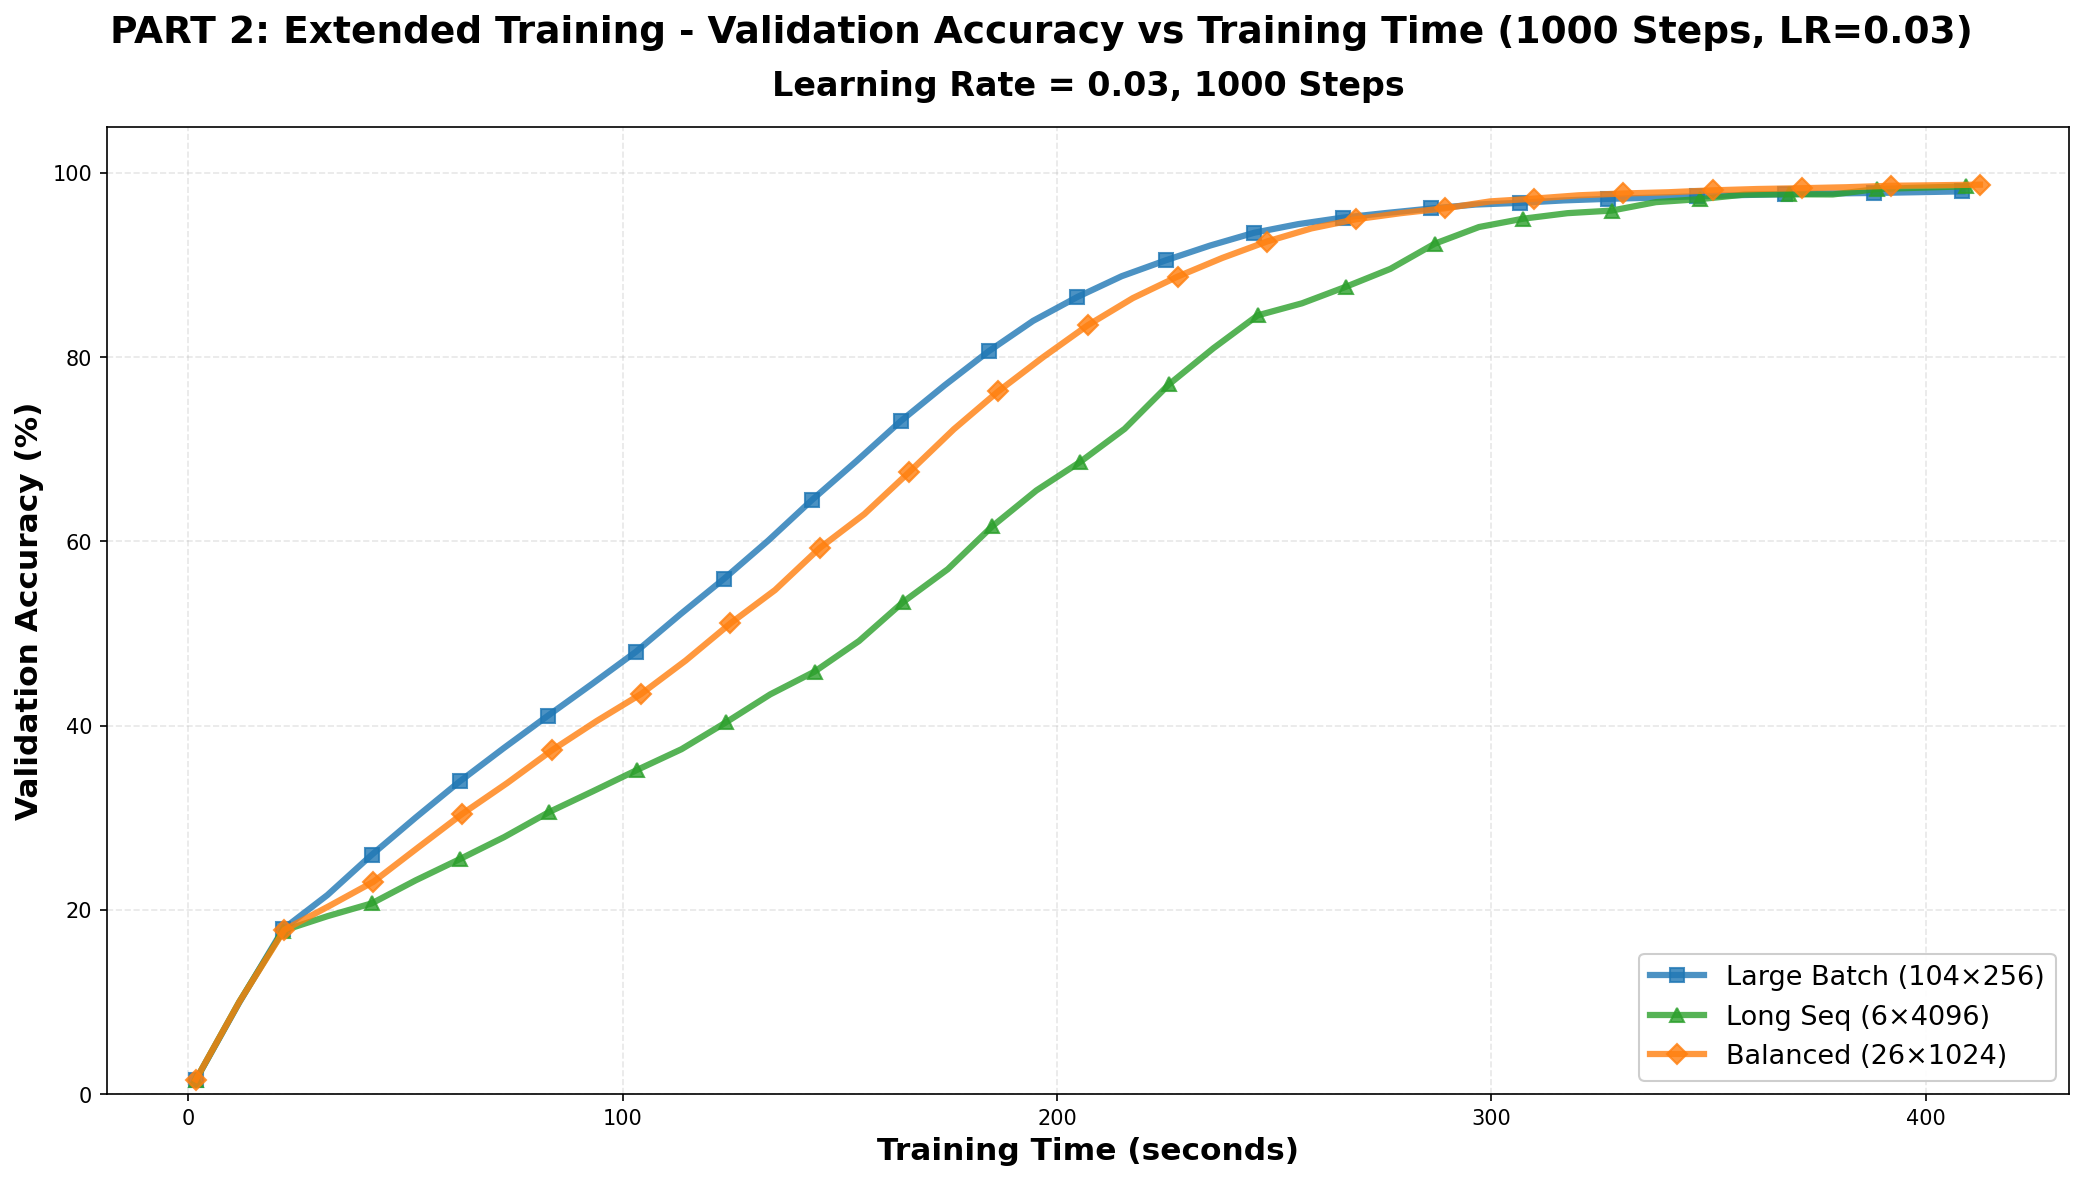 PART 2: Extended Training - Validation Accuracy vs Training Time (1000 Steps, LR=0.03)
Learning Rate = 0.03, 1000 Steps
Validation Accuracy (%)
100
80
60
40
20
0
0
100
200
300
400
Training Time (seconds)
Large Batch (104×256)
Long Seq (6×4096)
Balanced (26×1024)